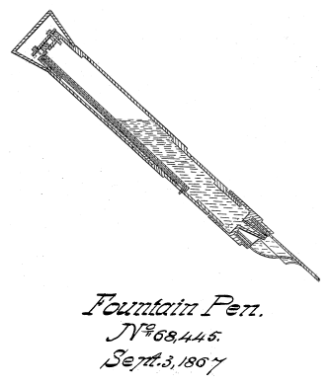 Fountain Pen.
No 68,445.
Sept. 3, 1867